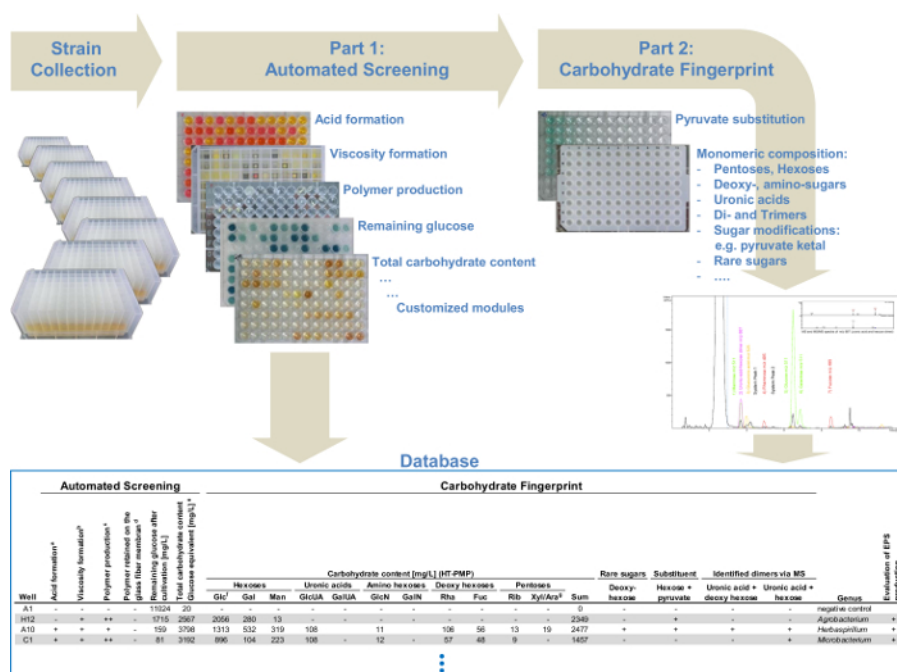 Strain
Collection
Part 1:
Automated Screening
Part 2:
Carbohydrate Fingerprint
Acid formation
Viscosity formation
Polymer production
Remaining glucose
Total carbohydrate content
...
...
Customized modules
Pyruvate substitution
Monomeric composition:
- Pentoses, Hexoses
- Deoxy-, amino-sugars
- Uronic acids
- Di- and Trimers
- Sugar modifications:
e.g. pyruvate ketal
- Rare sugars
- ....
Database
Automated Screening Carbohydrate Fingerprint
Carbohydrate content [mg/L] (HT-PMP) Rare sugars Substituent Identified dimers via MS
Hexoses Uronic acids Amino hexoses Deoxy hexoses Pentoses Deoxy-hexose Hexose + pyruvate Uronic acid + deoxy hexose Uronic acid + hexose
Well Acid formation Viscosity formation Polymer production Polymer retained on the glass fiber membran Remaining glucose after cultivation [mg/L] Total carbohydrate content Glucose equivalent [mg/L] Glc Gal Man GlcUA GalUA GlcN GalN Rha Fuc Rib Xyl/Ara Sum Genus Evaluation of EPS
A1 - - - - 11024 20 - - - - - - - - - - - 0 - - - - negative control
H12 - + ++ - 1715 2567 2056 280 13 - - - - - - - - 2349 - + - - Agrobacterium +
A10 + + + - 159 3798 1313 532 319 108 11 - 106 56 13 19 2477 + - + + Herbaspirillum +
C1 + + ++ - 81 3192 896 104 223 108 - 12 - 57 48 9 - 1457 - - - + Microbacterium +